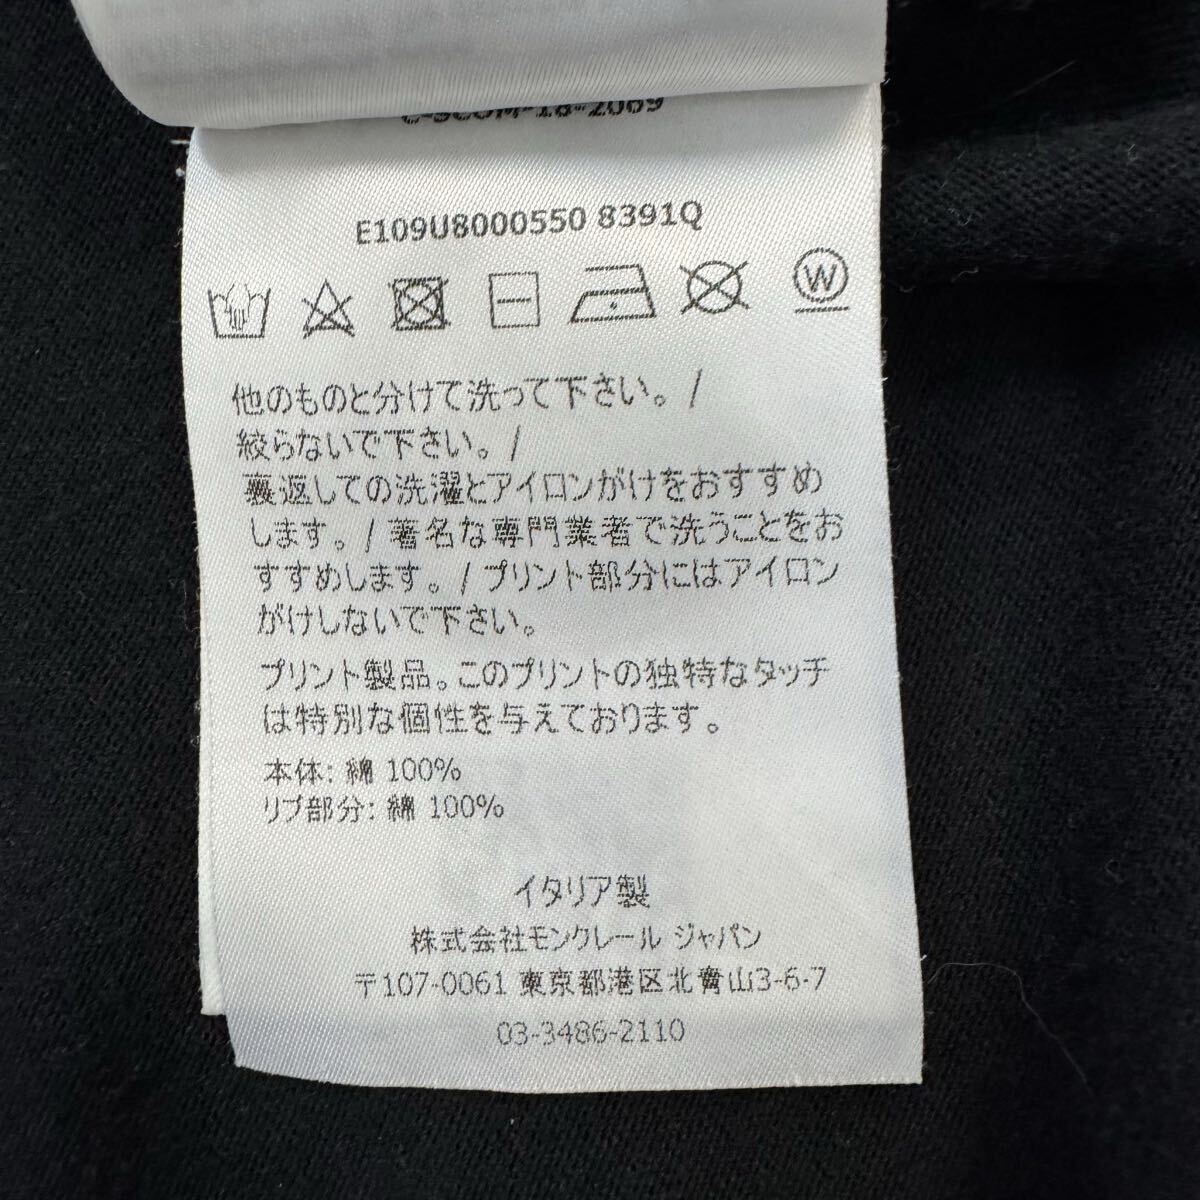 E109U8000550 8391Q
W
他のものと分けて洗って下さい。/
絞らないで下さい。/
裏返しての洗濯とアイロンがけをおすすめ
します。/ 著名な専門業者で洗うことをお
すすめします。/ プリント部分にはアイロン
がけしないで下さい。
プリント製品。このプリントの独特なタッチ
は特別な個性を与えております。
本体: 綿 100%
リブ部分: 綿 100%
イタリア製
株式会社モンクレール ジャパン
〒107-0061 東京都港区北青山3-6-7
03-3486-2110